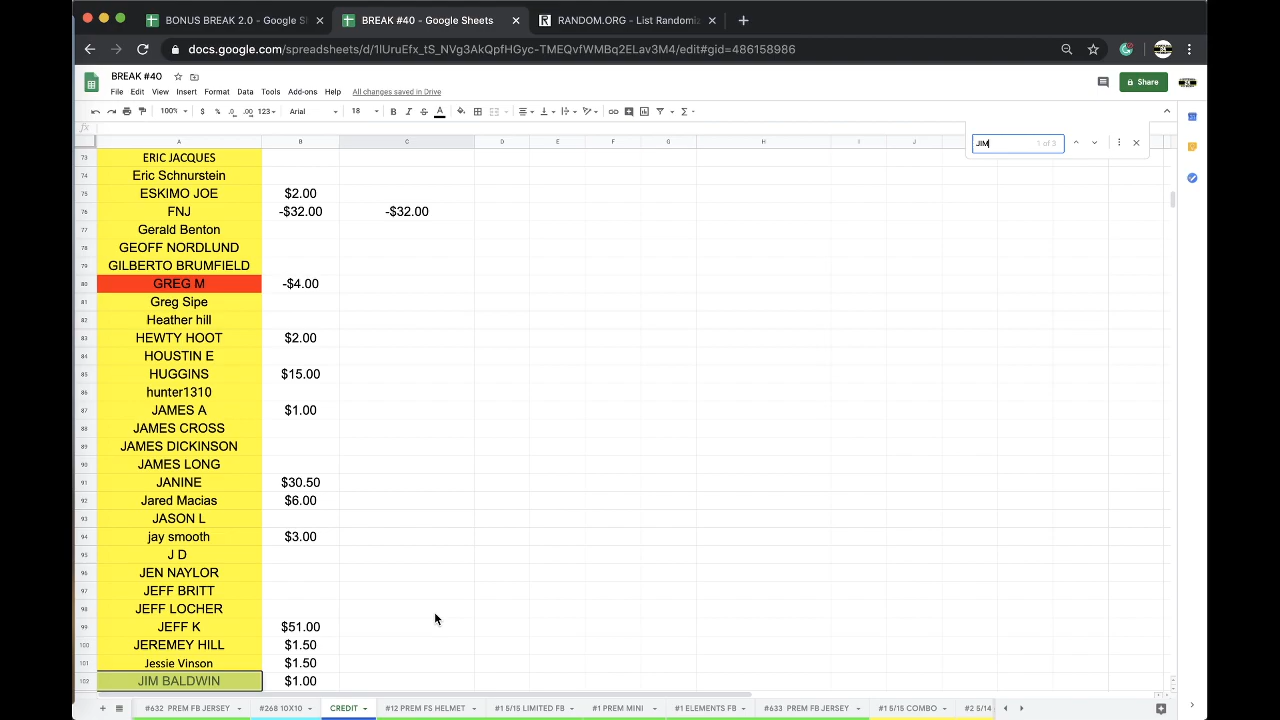 BONUS BREAK 2.0 - Google Sh
BREAK #40 - Google Sheets
RANDOM.ORG - List Randomiz
docs.google.com/spreadsheets/d/1lUruEfx_tS_NVg3AkQpfHGyc-TMEQvfWMBq2ELav3M4/edit#gid=486158986
BREAK #40
File Edit View Insert Format Data Tools Add-ons Help All changes saved in Drive
Share
100% $ % .0 .00 123 Arial 18 B I S A
fx
JIM 1 of 3
A B C D E F G H I J
73 ERIC JACQUES
74 Eric Schnurstein
75 ESKIMO JOE $2.00
76 FNJ -$32.00 -$32.00
77 Gerald Benton
78 GEOFF NORDLUND
79 GILBERTO BRUMFIELD
80 GREG M -$4.00
81 Greg Sipe
82 Heather hill
83 HEWTY HOOT $2.00
84 HOUSTIN E
85 HUGGINS $15.00
86 hunter1310
87 JAMES A $1.00
88 JAMES CROSS
89 JAMES DICKINSON
90 JAMES LONG
91 JANINE $30.50
92 Jared Macias $6.00
93 JASON L
94 jay smooth $3.00
95 J D
96 JEN NAYLOR
97 JEFF BRITT
98 JEFF LOCHER
99 JEFF K $51.00
100 JEREMEY HILL $1.50
101 Jessie Vinson $1.50
102 JIM BALDWIN $1.00
#632 PREM FB JERSEY #268 10X10 CREDIT #12 PREM FS HELMET #1 5/15 LIMITED FB #1 PREM MINI #1 ELEMENTS FB #633 PREM FB JERSEY #1 5/15 COMBO #2 5/14